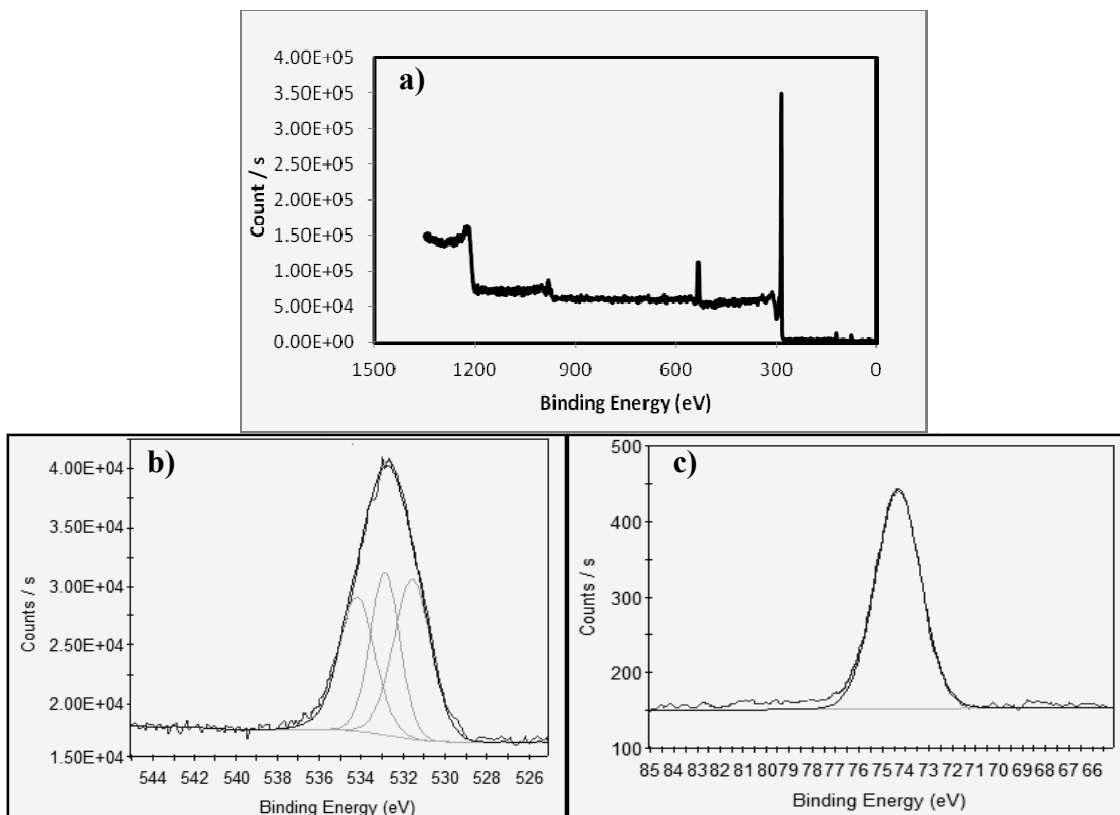 a)
4.00E+05
3.50E+05
3.00E+05
2.50E+05
2.00E+05
1.50E+05
1.00E+05
5.00E+04
0.00E+00
Count / s
1500 1200 900 600 300 0
Binding Energy (eV)
b)
4.00E+04
3.50E+04
3.00E+04
2.50E+04
2.00E+04
1.50E+04
Counts / s
544 542 540 538 536 534 532 530 528 526
Binding Energy (eV)
c)
500
400
300
200
100
Counts / s
85 84 83 82 81 80 79 78 77 76 75 74 73 72 71 70 69 68 67 66
Binding Energy (eV)